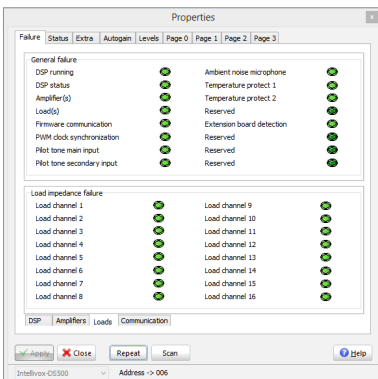 Properties
x
Failure Status Extra Autogain Levels Page 0 Page 1 Page 2 Page 3
General failure
DSP running Ambient noise microphone
DSP status Temperature protect 1
Amplifier(s) Temperature protect 2
Load(s) Reserved
Firmware communication Extension board detection
PWM clock synchronization Reserved
Pilot tone main input Reserved
Pilot tone secondary input Reserved
Load impedance failure
Load channel 1 Load channel 9
Load channel 2 Load channel 10
Load channel 3 Load channel 11
Load channel 4 Load channel 12
Load channel 5 Load channel 13
Load channel 6 Load channel 14
Load channel 7 Load channel 15
Load channel 8 Load channel 16
DSP Amplifiers Loads Communication
Apply Close Repeat Scan Help
Intellivox-DS500 Address -> 006